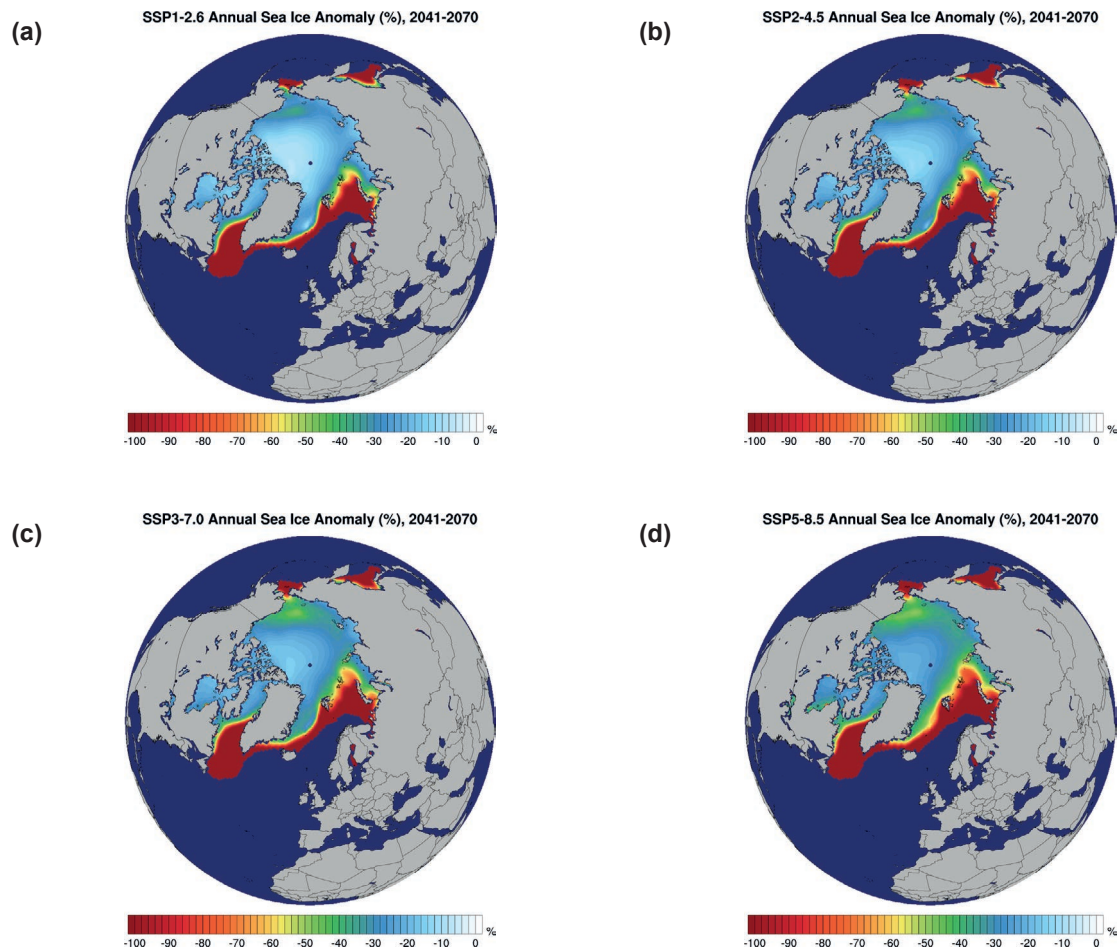 (a)
SSP1-2.6 Annual Sea Ice Anomaly (%), 2041-2070
-100 -90 -80 -70 -60 -50 -40 -30 -20 -10 0 %
(b)
SSP2-4.5 Annual Sea Ice Anomaly (%), 2041-2070
-100 -90 -80 -70 -60 -50 -40 -30 -20 -10 0 %
(c)
SSP3-7.0 Annual Sea Ice Anomaly (%), 2041-2070
-100 -90 -80 -70 -60 -50 -40 -30 -20 -10 0 %
(d)
SSP5-8.5 Annual Sea Ice Anomaly (%), 2041-2070
-100 -90 -80 -70 -60 -50 -40 -30 -20 -10 0 %